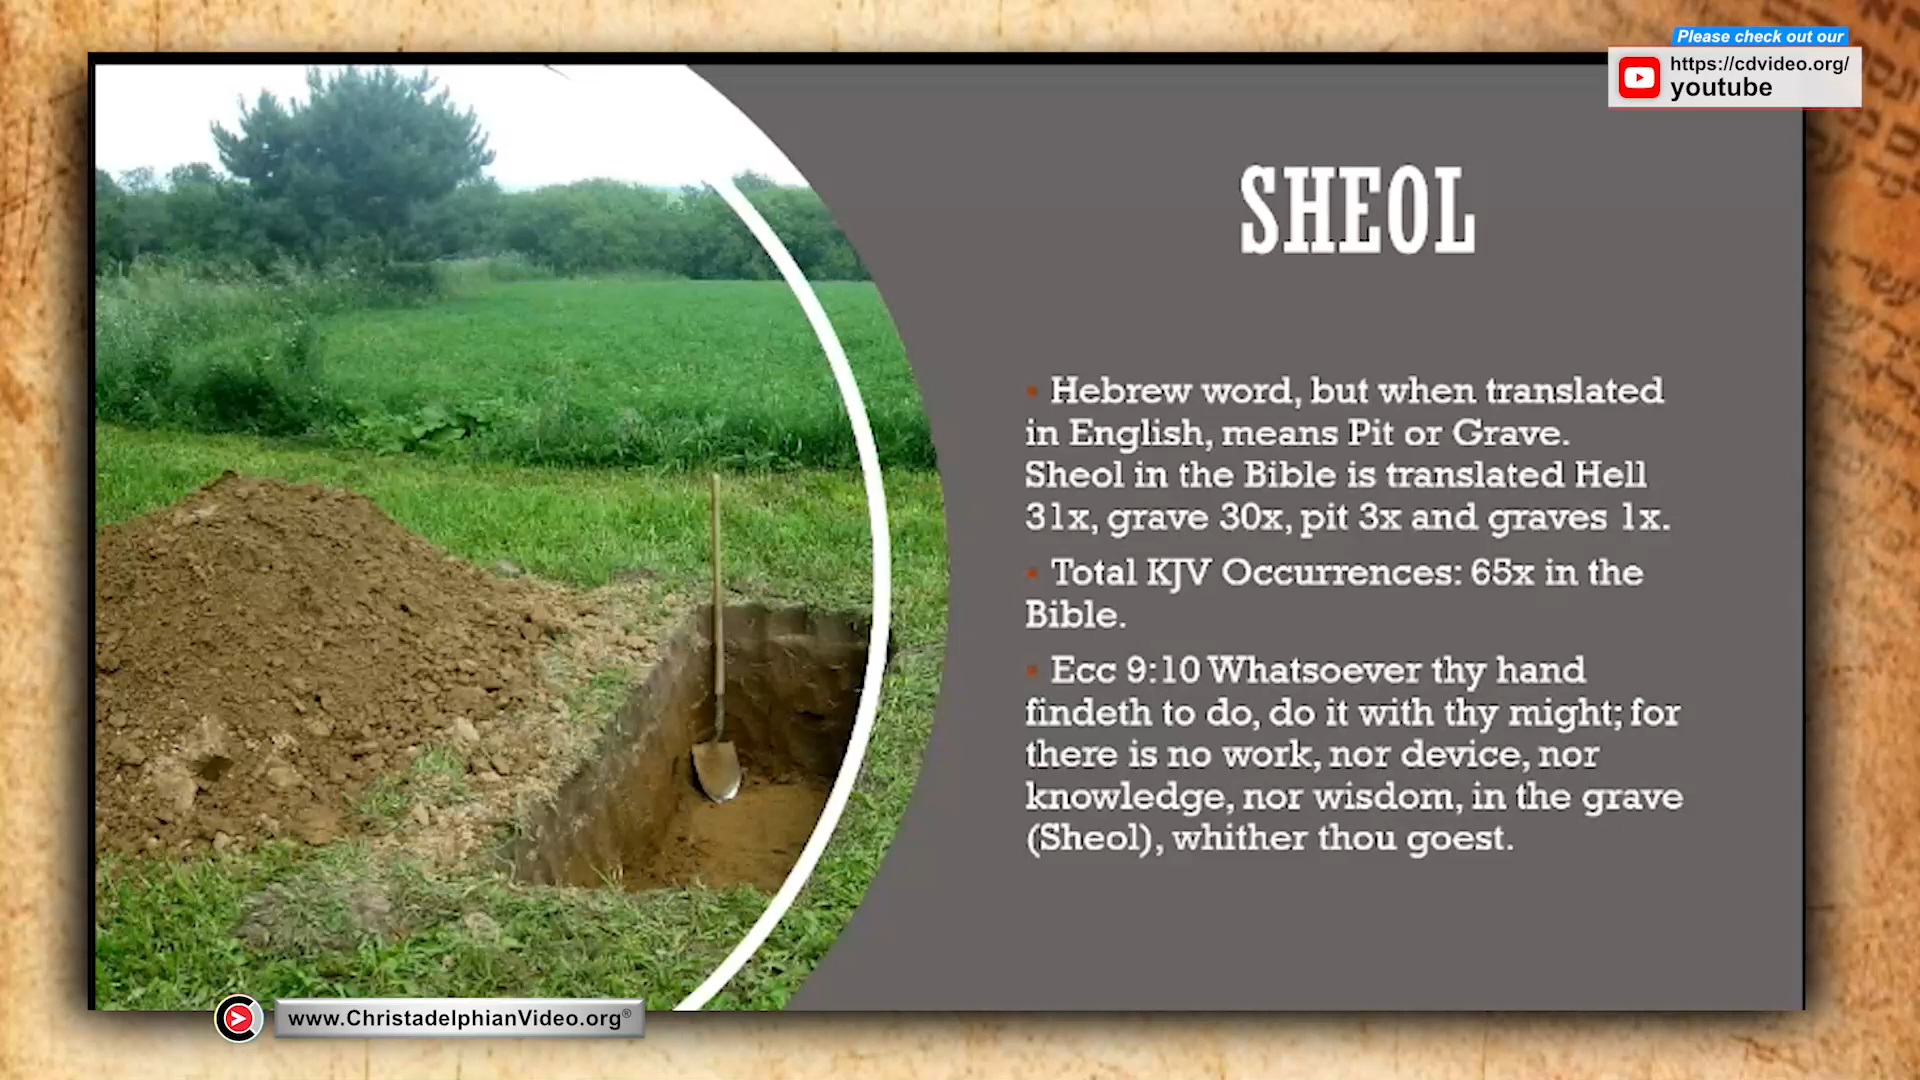 Please check out our
https://cdvideo.org/
youtube
SHEOL
▪ Hebrew word, but when translated
in English, means Pit or Grave.
Sheol in the Bible is translated Hell
31x, grave 30x, pit 3x and graves 1x.
▪ Total KJV Occurrences: 65x in the
Bible.
▪ Ecc 9:10 Whatsoever thy hand
findeth to do, do it with thy might; for
there is no work, nor device, nor
knowledge, nor wisdom, in the grave
(Sheol), whither thou goest.
www.ChristadelphianVideo.org®